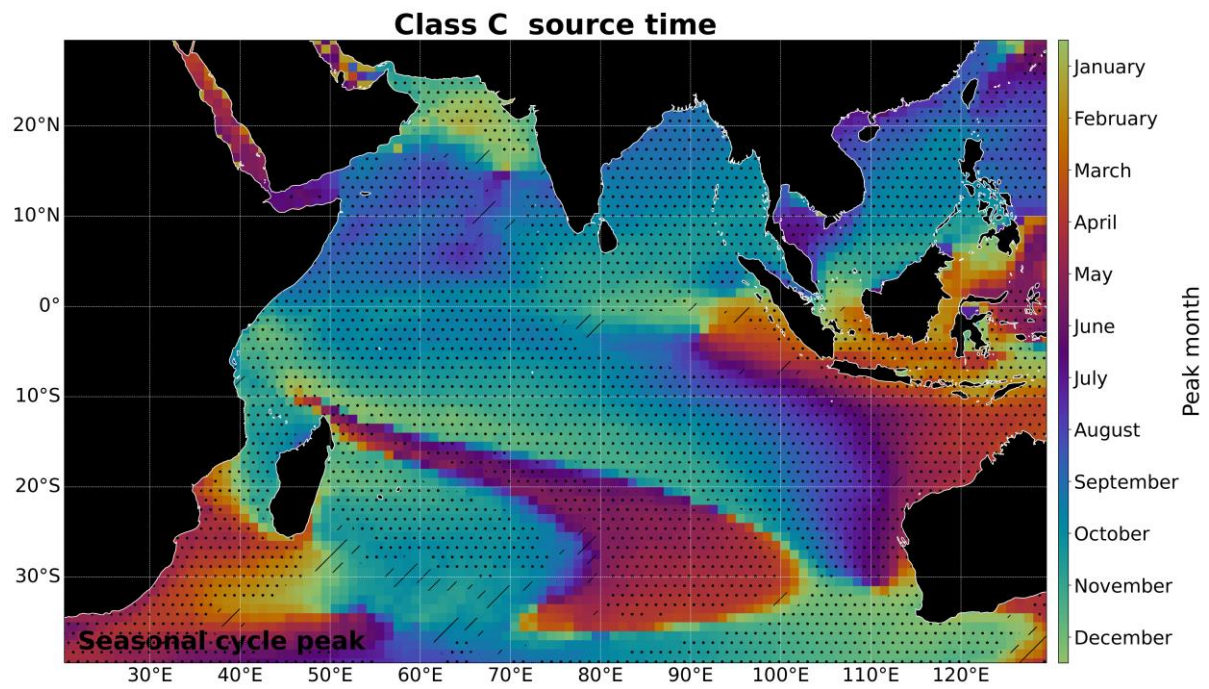 Class C source time
20°N
10°N
0°
10°S
20°S
30°S
Seasonal cycle peak
30°E
40°E
50°E
60°E
70°E
80°E
90°E
100°E
110°E
120°E
January
February
March
April
May
June
July
August
September
October
November
December
Peak month